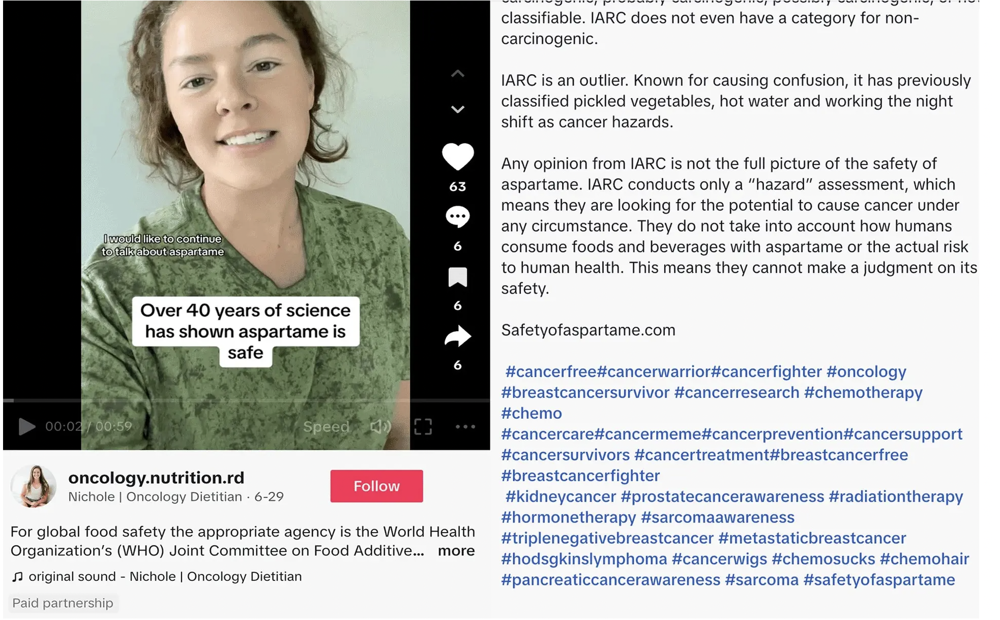 I would like to continue
to talk about aspartame
Over 40 years of science
has shown aspartame is
safe
63
6
6
6
00:02 / 00:59
Speed
oncology.nutrition.rd
Nichole | Oncology Dietitian · 6-29
Follow
For global food safety the appropriate agency is the World Health
Organization's (WHO) Joint Committee on Food Additive... more
original sound - Nichole | Oncology Dietitian
Paid partnership
carcinogenic, probably carcinogenic, possibly carcinogenic, or not
classifiable. IARC does not even have a category for non-
carcinogenic.
IARC is an outlier. Known for causing confusion, it has previously
classified pickled vegetables, hot water and working the night
shift as cancer hazards.
Any opinion from IARC is not the full picture of the safety of
aspartame. IARC conducts only a “hazard” assessment, which
means they are looking for the potential to cause cancer under
any circumstance. They do not take into account how humans
consume foods and beverages with aspartame or the actual risk
to human health. This means they cannot make a judgment on its
safety.
Safetyofaspartame.com
#cancerfree#cancerwarrior#cancerfighter #oncology
#breastcancersurvivor #cancerresearch #chemotherapy
#chemo
#cancercare#cancermeme#cancerprevention#cancersupport
#cancersurvivors #cancertreatment#breastcancerfree
#breastcancerfighter
#kidneycancer #prostatecancerawareness #radiationtherapy
#hormonetherapy #sarcomaawareness
#triplenegativebreastcancer #metastaticbreastcancer
#hodsgkinslymphoma #cancerwigs #chemosucks #chemohair
#pancreaticcancerawareness #sarcoma #safetyofaspartame